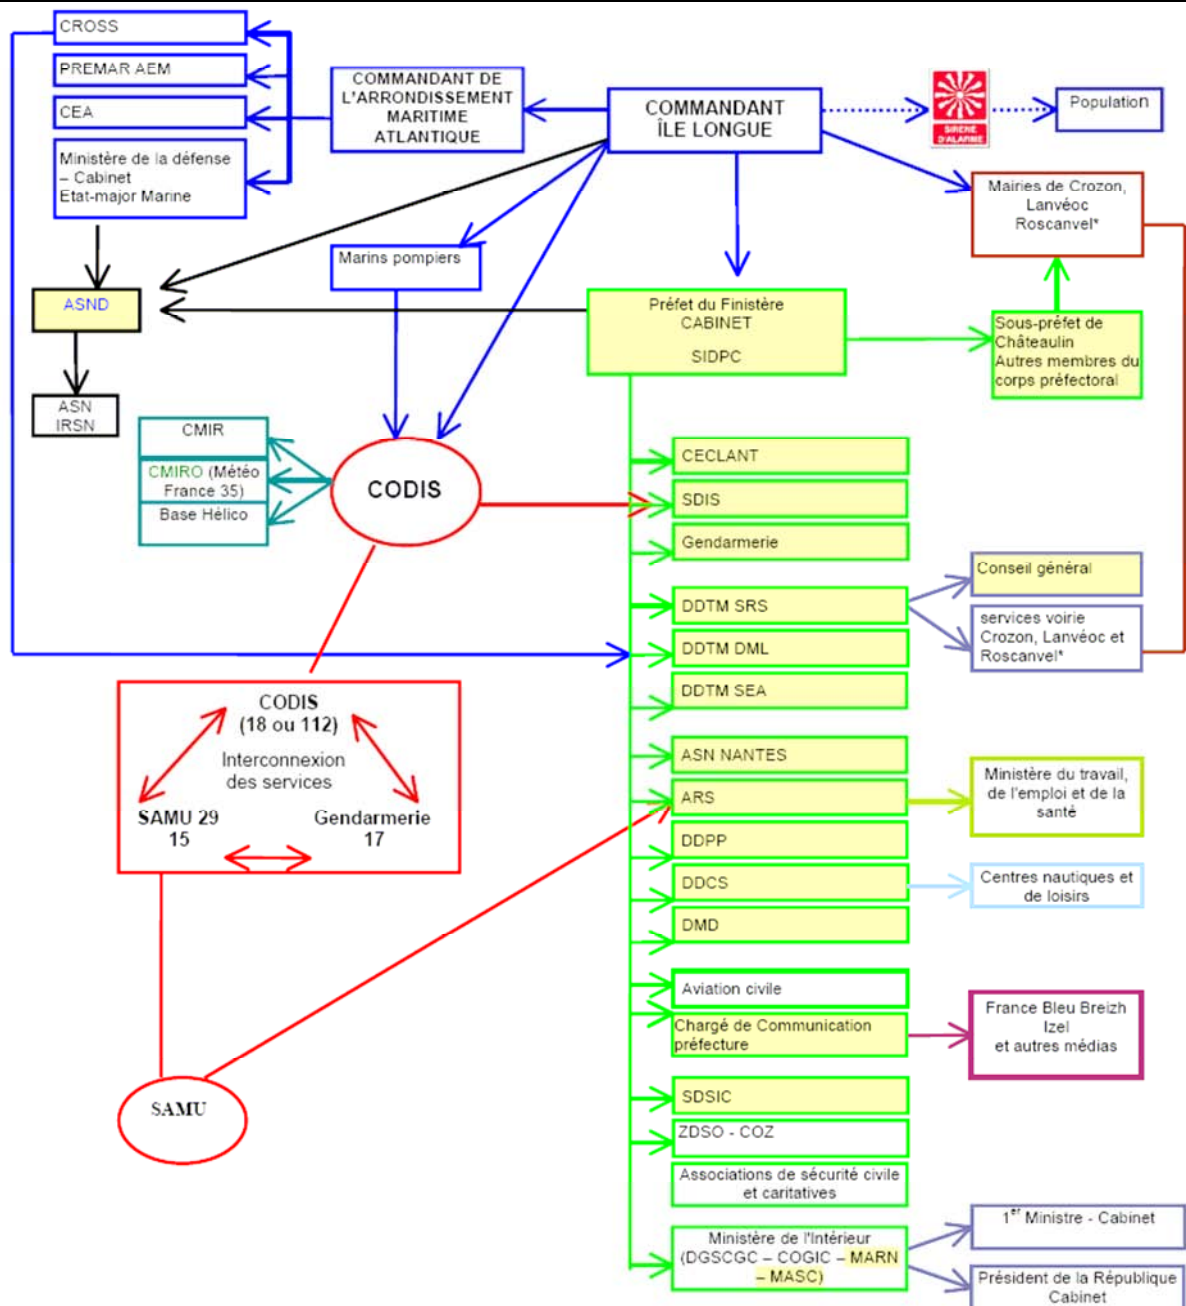 CROSS
PREMAR AEM
CEA
Ministère de la défense
– Cabinet
Etat-major Marine
COMMANDANT DE
L'ARRONDISSEMENT
MARITIME
ATLANTIQUE
COMMANDANT
ÎLE LONGUE
SIRENE
D'ALARME
Population
Mairies de Crozon,
Lanvéoc
Roscanvel*
Marins pompiers
ASND
ASN
IRSN
Préfet du Finistère
CABINET
SIDPC
Sous-préfet de
Châteaulin
Autres membres du
corps préfectoral
CMIR
CMIRO (Météo
France 35)
Base Hélico
CODIS
CECLANT
SDIS
Gendarmerie
DDTM SRS
DDTM DML
DDTM SEA
Conseil général
services voirie
Crozon, Lanvéoc et
Roscanvel*
CODIS
(18 ou 112)
Interconnexion
des services
SAMU 29
15
Gendarmerie
17
ASN NANTES
ARS
DDPP
DDCS
DMD
Ministère du travail,
de l'emploi et de la
santé
Centres nautiques et
de loisirs
Aviation civile
Chargé de Communication
préfecture
France Bleu Breizh
Izel
et autres médias
SAMU
SDSIC
ZDSO - COZ
Associations de sécurité civile
et caritatives
Ministère de l'Intérieur
(DGSCGC – COGIC – MARN
– MASC)
1er Ministre - Cabinet
Président de la République
Cabinet